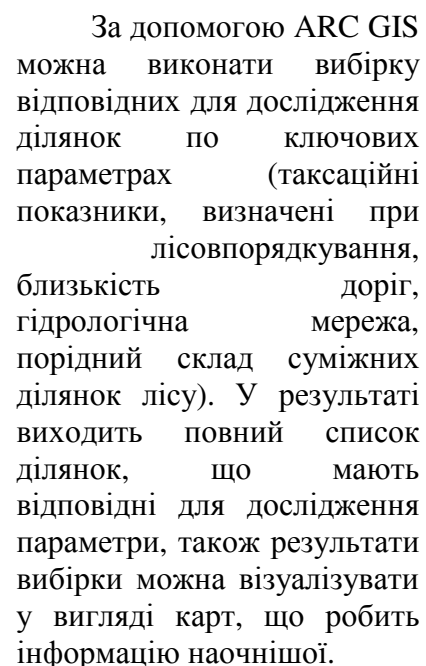 За допомогою ARC GIS
можна виконати вибірку
відповідних для дослідження
ділянок по ключових
параметрах (таксаційні
показники, визначені при
лісовпорядкування,
близькість доріг,
гідрологічна мережа,
порідний склад суміжних
ділянок лісу). У результаті
виходить повний список
ділянок, що мають
відповідні для дослідження
параметри, також результати
вибірки можна візуалізувати
у вигляді карт, що робить
інформацію наочнішої.